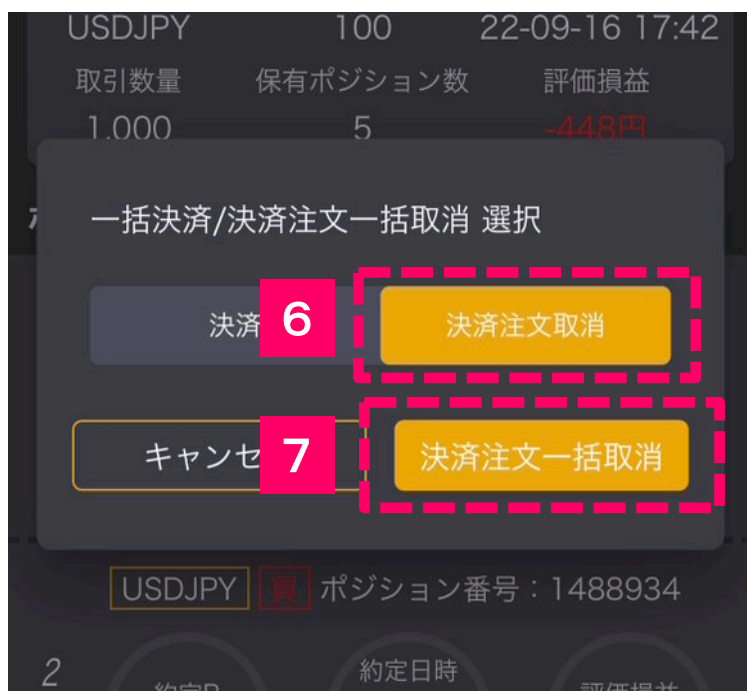 USDJPY 100 22-09-16 17:42
取引数量 保有ポジション数 評価損益
1,000 5 -448円
一括決済/決済注文一括取消 選択
決済 6 決済注文取消
キャンセ 7 決済注文一括取消
USDJPY 買 ポジション番号：1488934
2 約定日時
評価損益